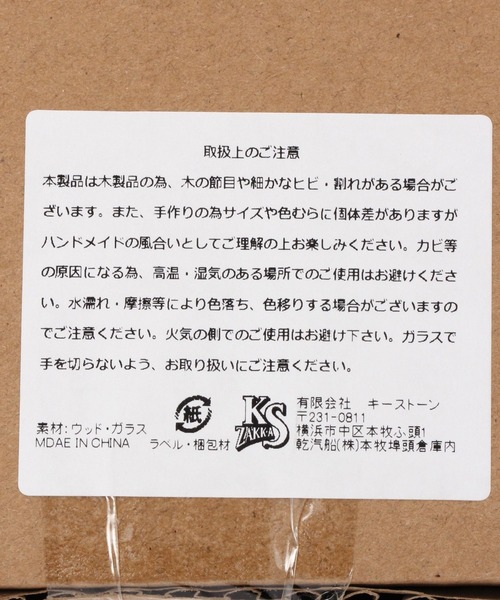 取扱上のご注意
本製品は木製品の為、木の節目や細かなヒビ・割れがある場合がご
ざいます。また、手作りの為サイズや色むらに個体差がありますが
ハンドメイドの風合いとしてご理解の上お楽しみください。カビ等
の原因になる為、高温・湿気のある場所でのご使用はお避けくださ
い。水濡れ・摩擦等により色落ち、色移りする場合がございますの
でご注意ください。火気の側でのご使用はお避け下さい。ガラスで
手を切らないよう、お取り扱いにご注意ください。
素材:ウッド・ガラス
MDAE IN CHINA
紙
ラベル・梱包材
KS
ZAKKA
有限会社　キーストーン
〒231-0811
横浜市中区本牧ふ頭1
乾汽船(株)本牧埠頭倉庫内